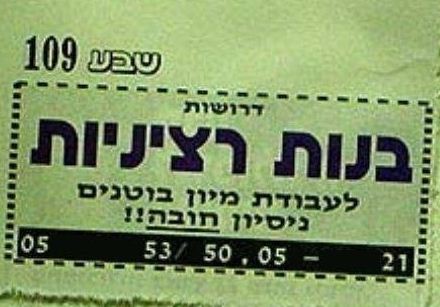 שבע 109
דרושות
בנות רציניות
לעבודת מיון בוטנים
ניסיון חובה!!
05 53/ 50,05 - 21